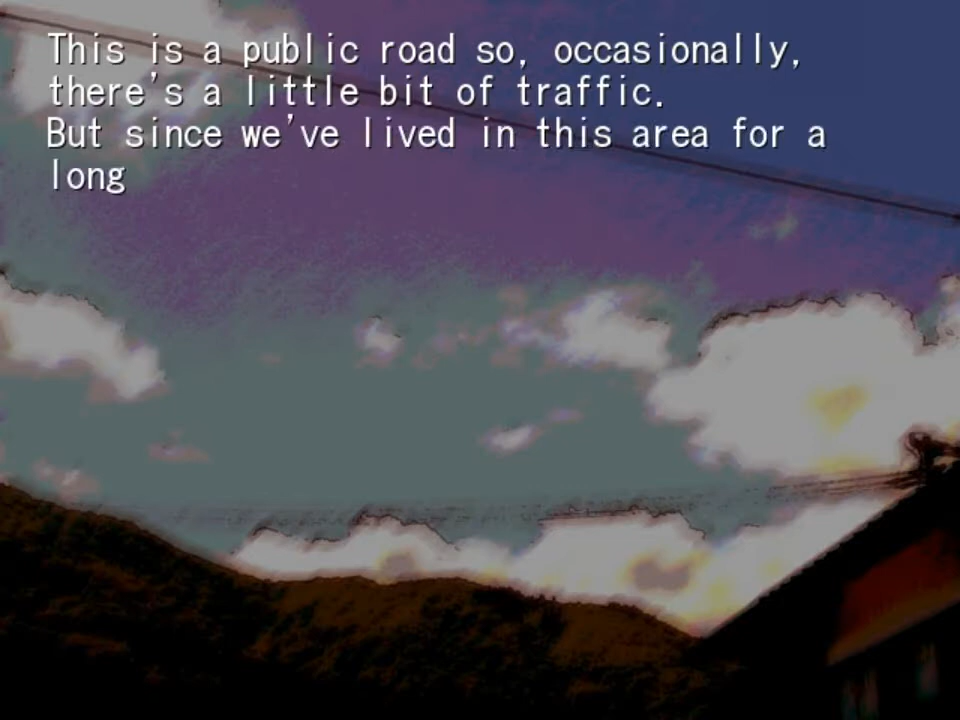 This is a public road so, occasionally,
there's a little bit of traffic.
But since we've lived in this area for a
long